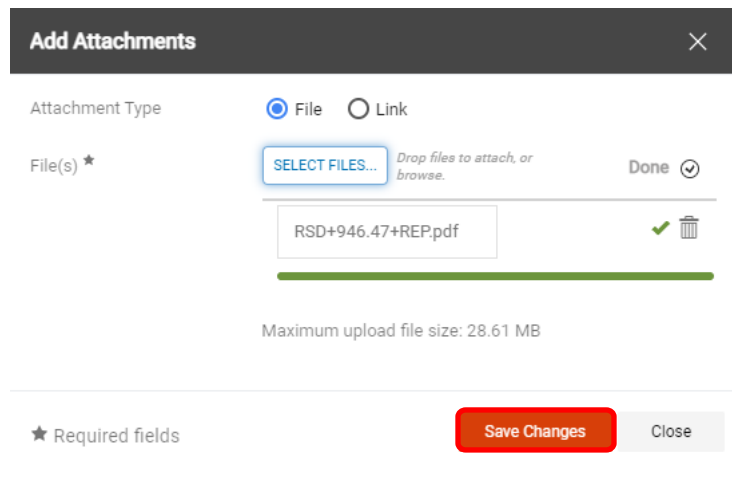 Add Attachments
Attachment Type
File
Link
File(s) ★
SELECT FILES...
Drop files to attach, or
browse.
Done
RSD+946.47+REP.pdf
Maximum upload file size: 28.61 MB
★ Required fields
Save Changes
Close